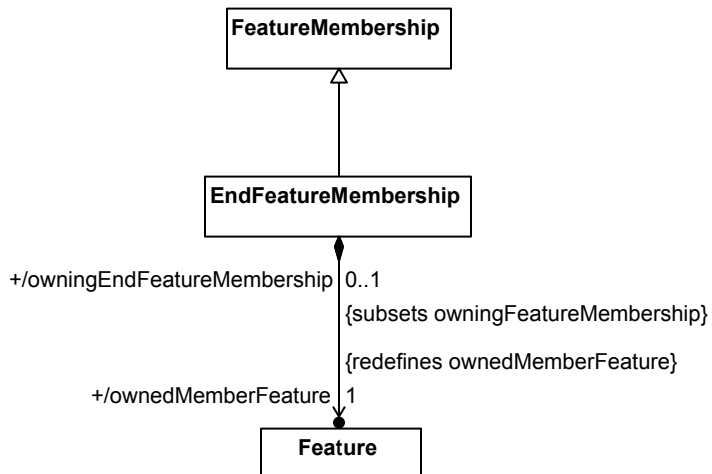 FeatureMembership
EndFeatureMembership
+/owningEndFeatureMembership 0..1
{subsets owningFeatureMembership}
{redefines ownedMemberFeature}
+/ownedMemberFeature 1
Feature